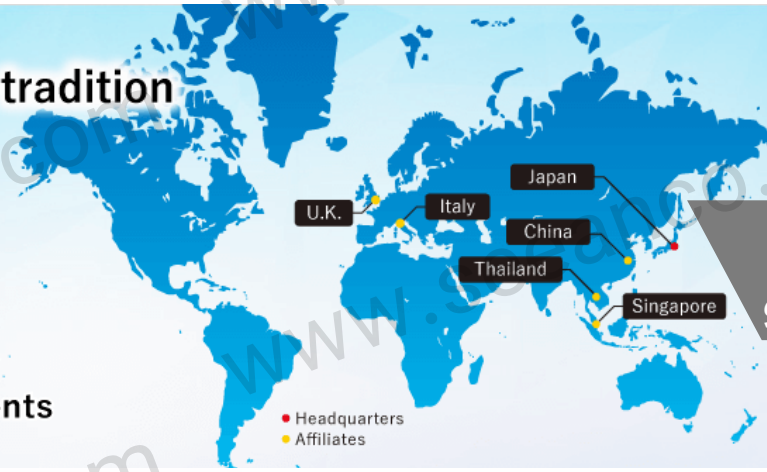 tradition
Japan
U.K.
Italy
China
Thailand
Singapore
nts
Headquarters
Affiliates